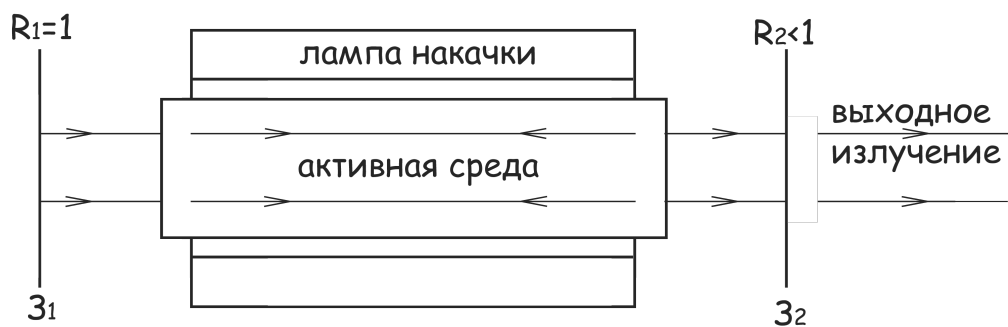 R1=1
лампа накачки
R2<1
выходное
излучение
активная среда
З1
З2